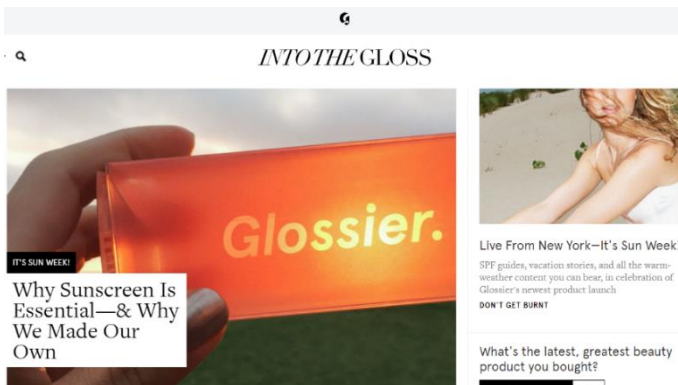 INTO THE GLOSS
Glossier.
IT'S SUN WEEK!
Why Sunscreen Is
Essential—& Why
We Made Our
Own
Live From New York—It's Sun Week
SPF guides, vacation stories, and all the warm-
weather content you can bear, in celebration of
Glossier's newest product launch
DON'T GET BURNT
What's the latest, greatest beauty
product you bought?